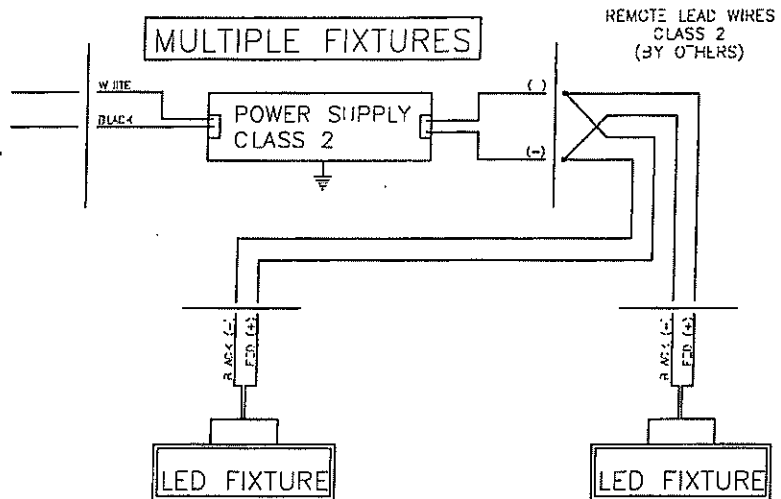 REMOTE LEAD WIRES
CLASS 2
(BY OTHERS)
MULTIPLE FIXTURES
WHITE
BLACK
POWER SUPPLY
CLASS 2
( )
(–)
BLACK (–)
RED (+)
BLACK
RED (+)
LED FIXTURE
LED FIXTURE